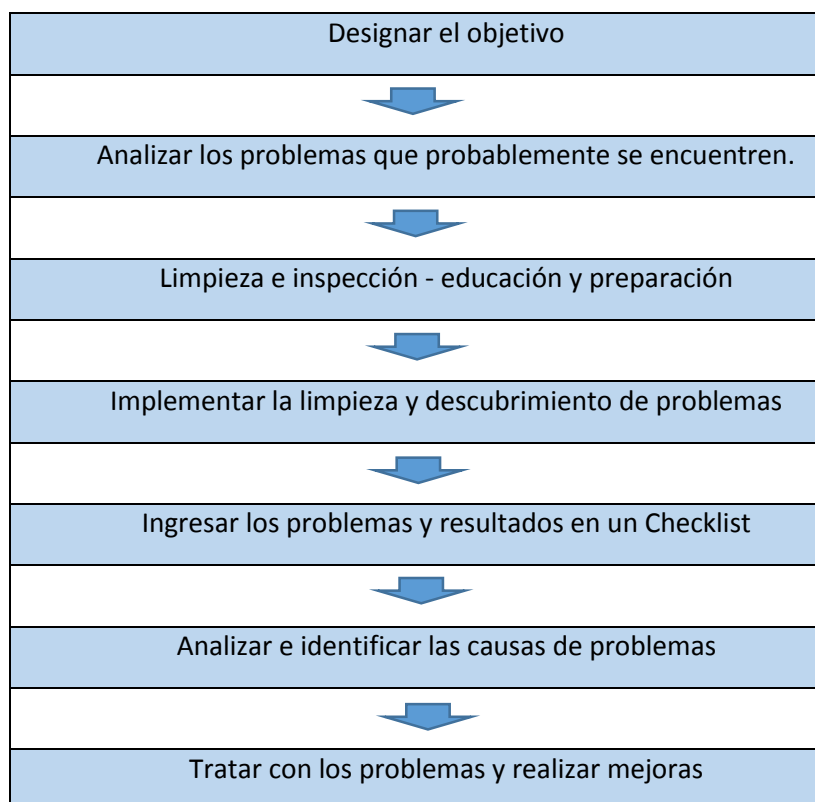 Designar el objetivo
Analizar los problemas que probablemente se encuentren.
Limpieza e inspección - educación y preparación
Implementar la limpieza y descubrimiento de problemas
Ingresar los problemas y resultados en un Checklist
Analizar e identificar las causas de problemas
Tratar con los problemas y realizar mejoras